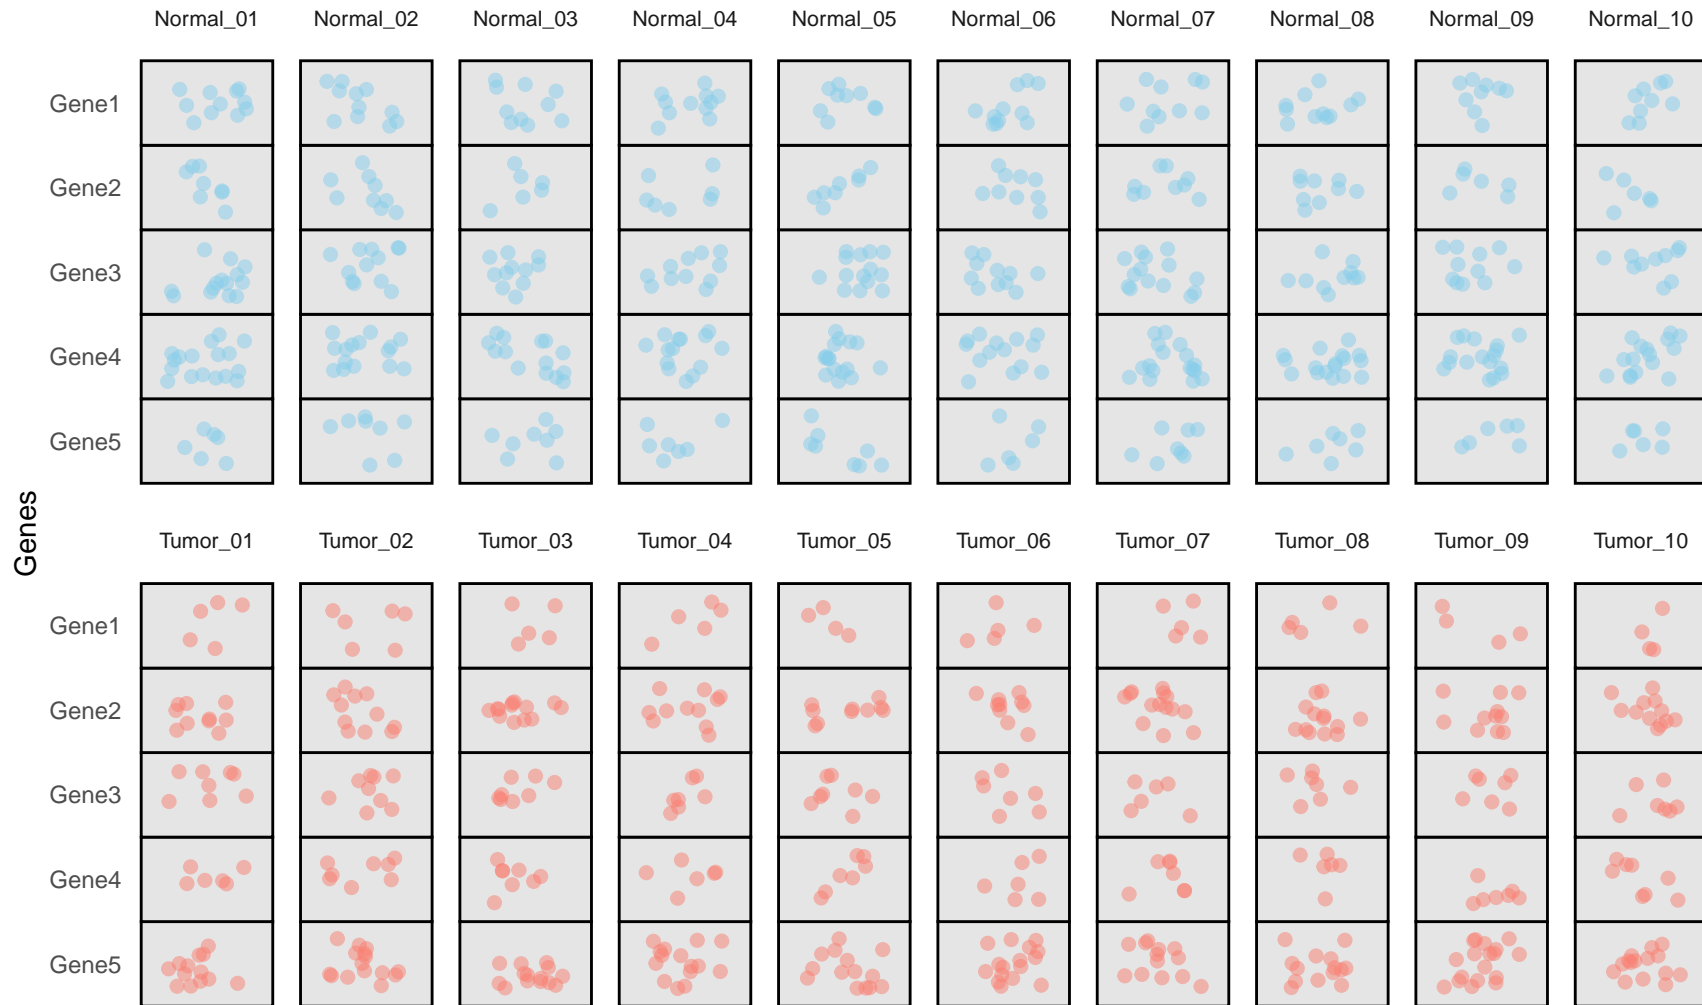 Normal_01 Normal_02 Normal_03 Normal_04 Normal_05 Normal_06 Normal_07 Normal_08 Normal_09 Normal_10
Gene1
Gene2
Gene3
Gene4
Gene5
Genes
Tumor_01 Tumor_02 Tumor_03 Tumor_04 Tumor_05 Tumor_06 Tumor_07 Tumor_08 Tumor_09 Tumor_10
Gene1
Gene2
Gene3
Gene4
Gene5